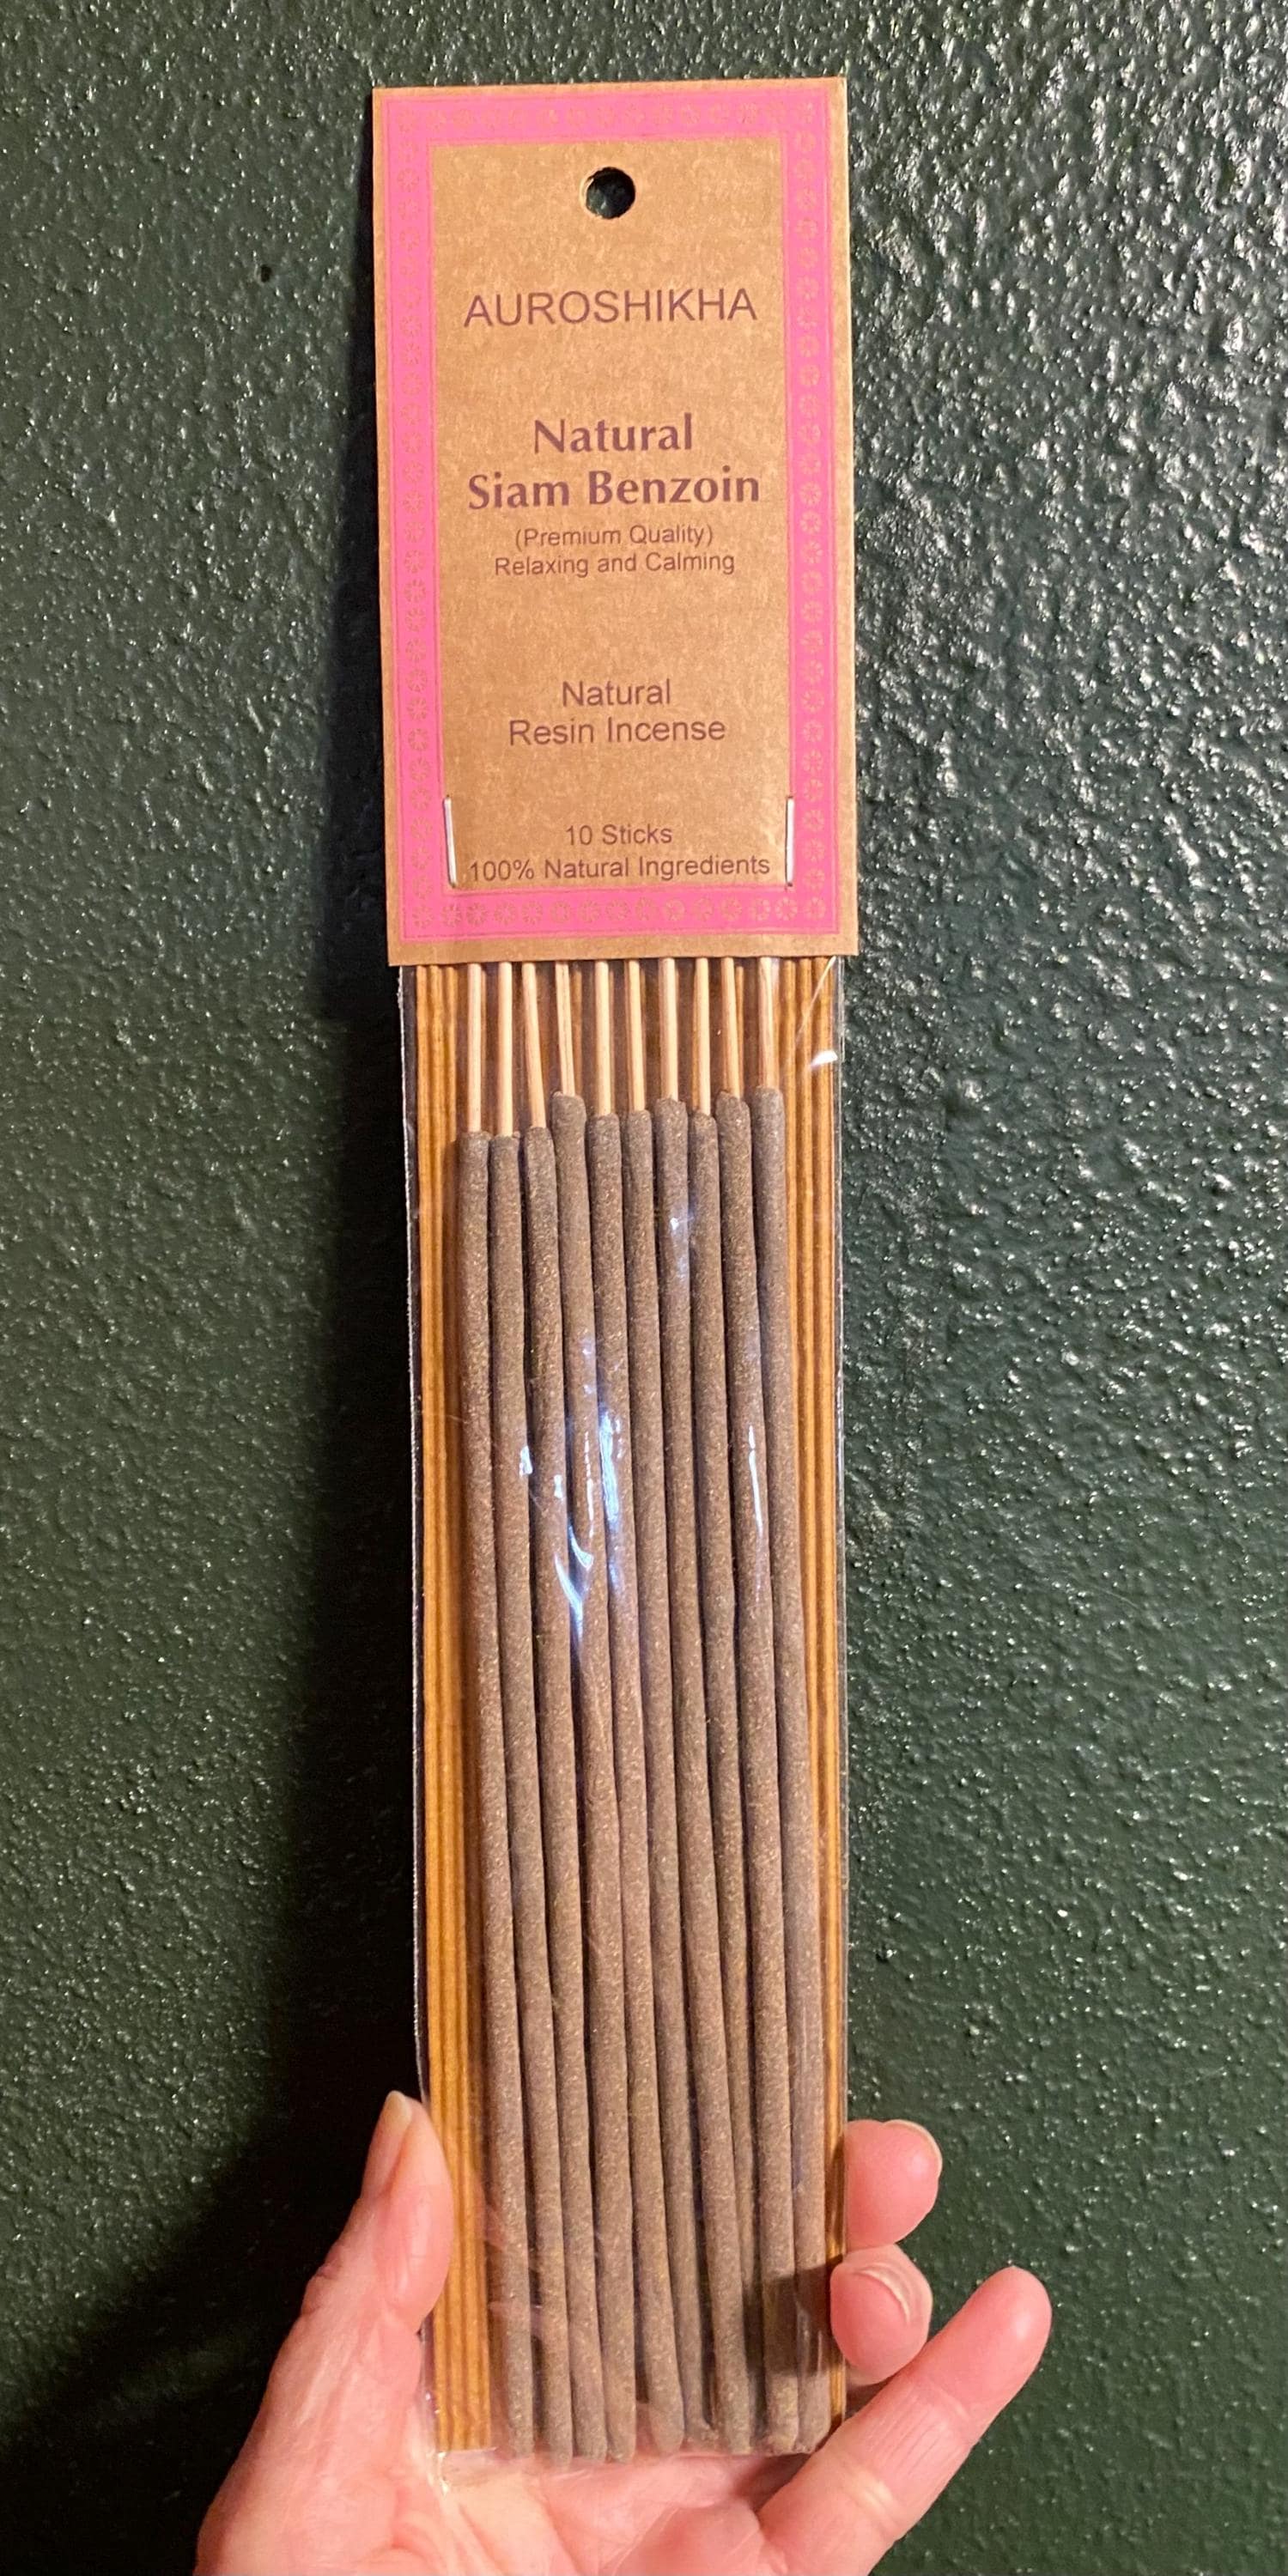 AUROSHIKHA
Natural
Siam Benzoin
(Premium Quality)
Relaxing and Calming
Natural
Resin Incense
10 Sticks
100% Natural Ingredients